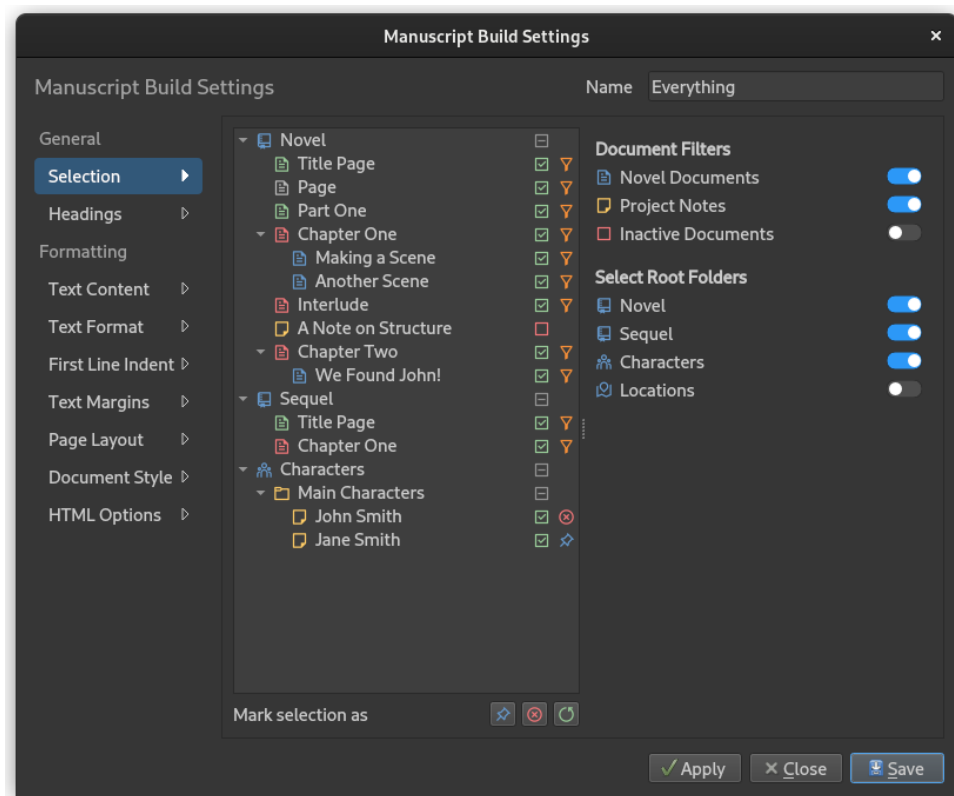 Manuscript Build Settings
Manuscript Build Settings
Name Everything
General
Selection
Headings
Formatting
Text Content
Text Format
First Line Indent
Text Margins
Page Layout
Document Style
HTML Options
Novel
Title Page
Page
Part One
Chapter One
Making a Scene
Another Scene
Interlude
A Note on Structure
Chapter Two
We Found John!
Sequel
Title Page
Chapter One
Characters
Main Characters
John Smith
Jane Smith
Mark selection as
Document Filters
Novel Documents
Project Notes
Inactive Documents
Select Root Folders
Novel
Sequel
Characters
Locations
Apply
Close
Save